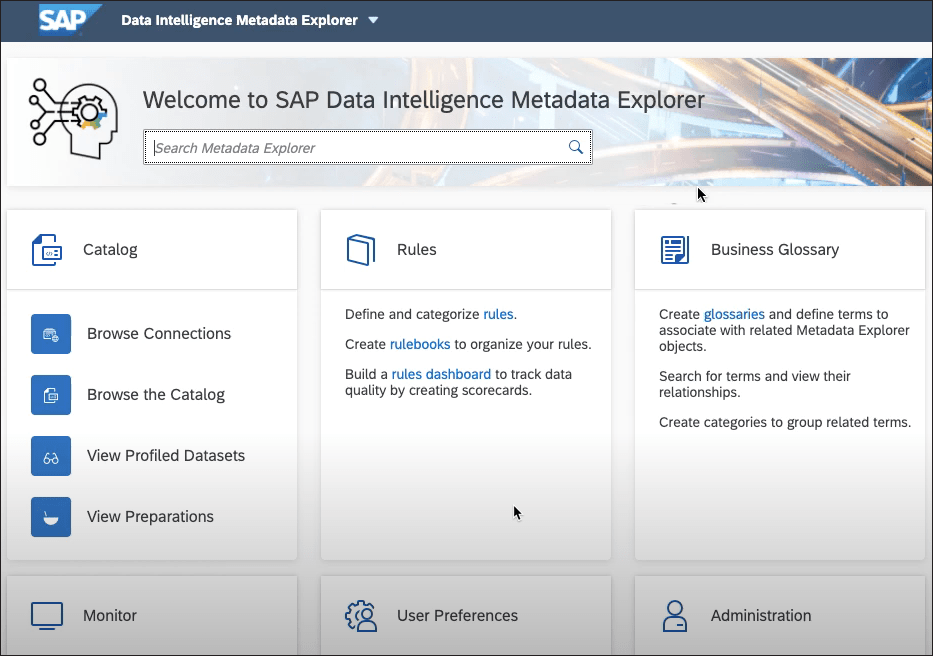 SAP
Data Intelligence Metadata Explorer
Welcome to SAP Data Intelligence Metadata Explorer
Search Metadata Explorer
Catalog
Browse Connections
Browse the Catalog
View Profiled Datasets
View Preparations
Rules
Define and categorize rules.
Create rulebooks to organize your rules.
Build a rules dashboard to track data
quality by creating scorecards.
Business Glossary
Create glossaries and define terms to
associate with related Metadata Explorer
objects.
Search for terms and view their
relationships.
Create categories to group related terms.
Monitor
User Preferences
Administration